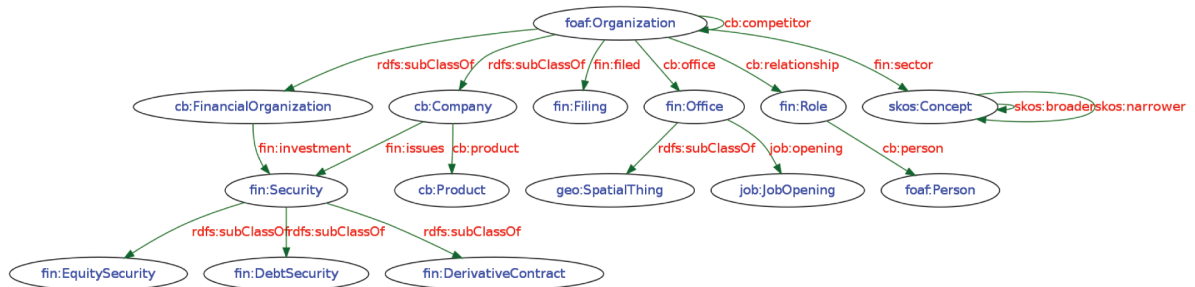 foaf:Organization
cb:competitor
rdfs:subClassOf
rdfs:subClassOf
fin:filed
cb:office
cb:relationship
fin:sector
cb:FinancialOrganization
cb:Company
fin:Filing
fin:Office
fin:Role
skos:Concept
skos:broader
skos:narrower
fin:investment
fin:issues
cb:product
rdfs:subClassOf
job:opening
cb:person
fin:Security
cb:Product
geo:SpatialThing
job:JobOpening
foaf:Person
rdfs:subClassOf
rdfs:subClassOf
rdfs:subClassOf
fin:EquitySecurity
fin:DebtSecurity
fin:DerivativeContract